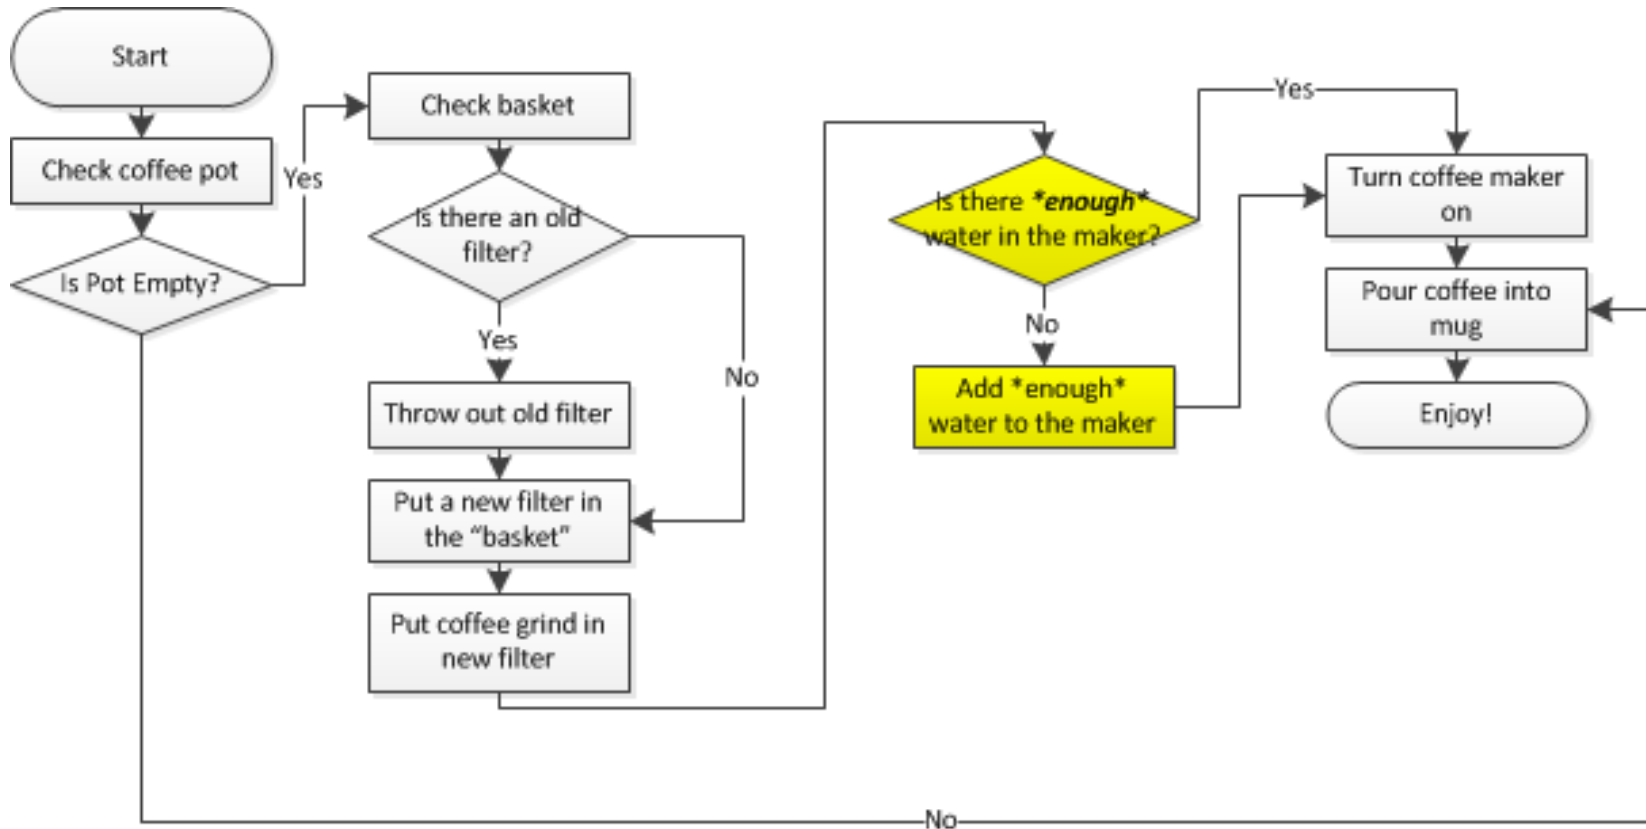 Start
Check coffee pot
Is Pot Empty?
Yes
Check basket
Is there an old
filter?
Yes
No
Throw out old filter
Put a new filter in
the “basket”
Put coffee grind in
new filter
Is there *enough*
water in the maker?
Yes
No
Add *enough*
water to the maker
Turn coffee maker
on
Pour coffee into
mug
Enjoy!
No